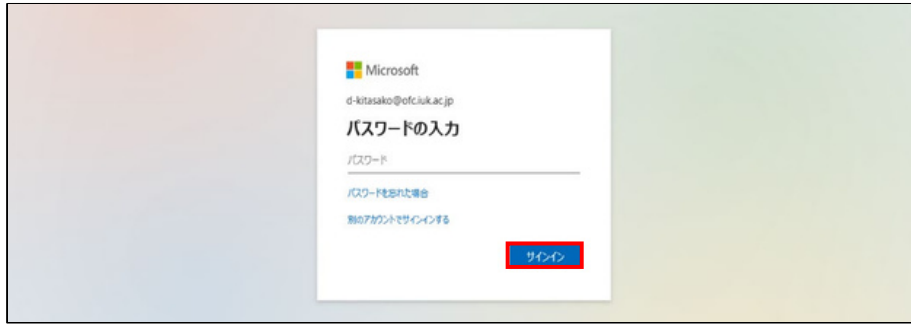 Microsoft
d-kitasako@ofc.iuk.ac.jp
パスワードの入力
パスワード
パスワードを忘れた場合
別のアカウントでサインインする
サインイン